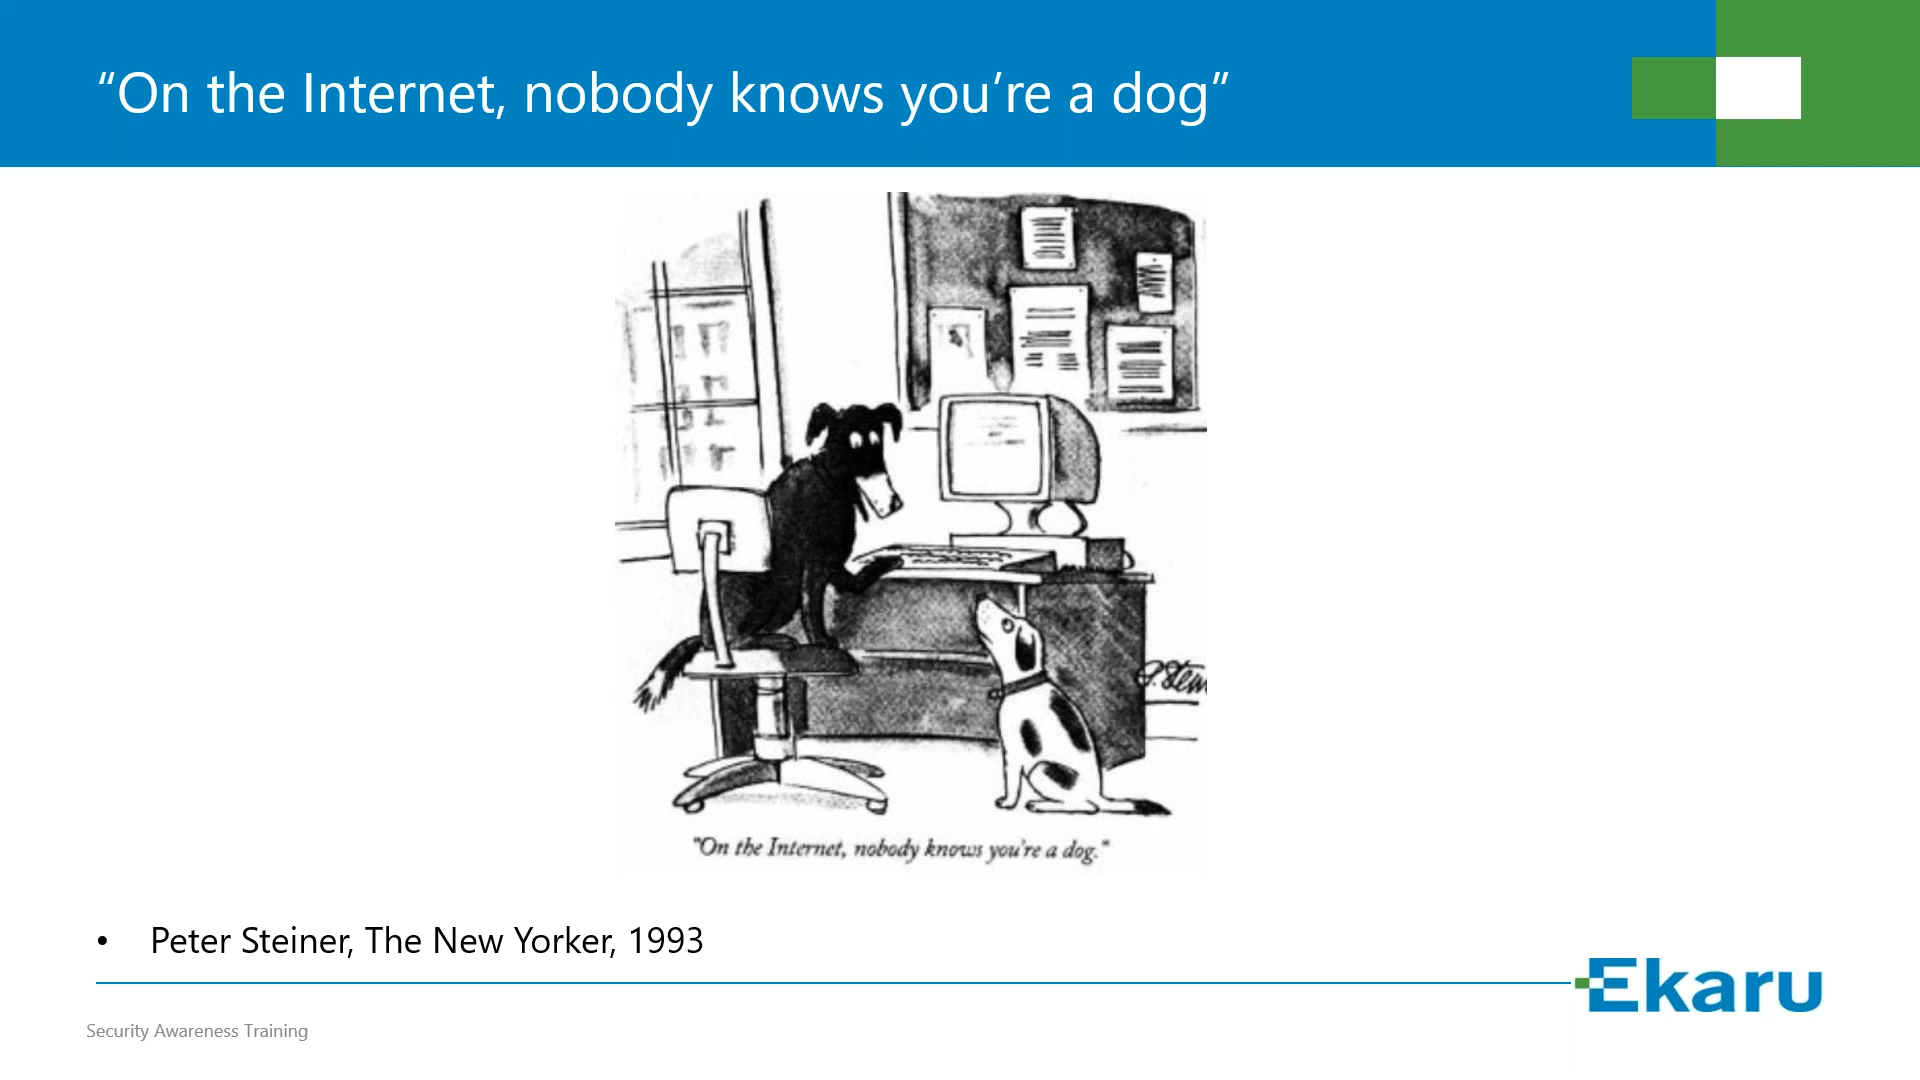 “On the Internet, nobody knows you’re a dog”
"On the Internet, nobody knows you're a dog."
• Peter Steiner, The New Yorker, 1993
Ekaru
Security Awareness Training